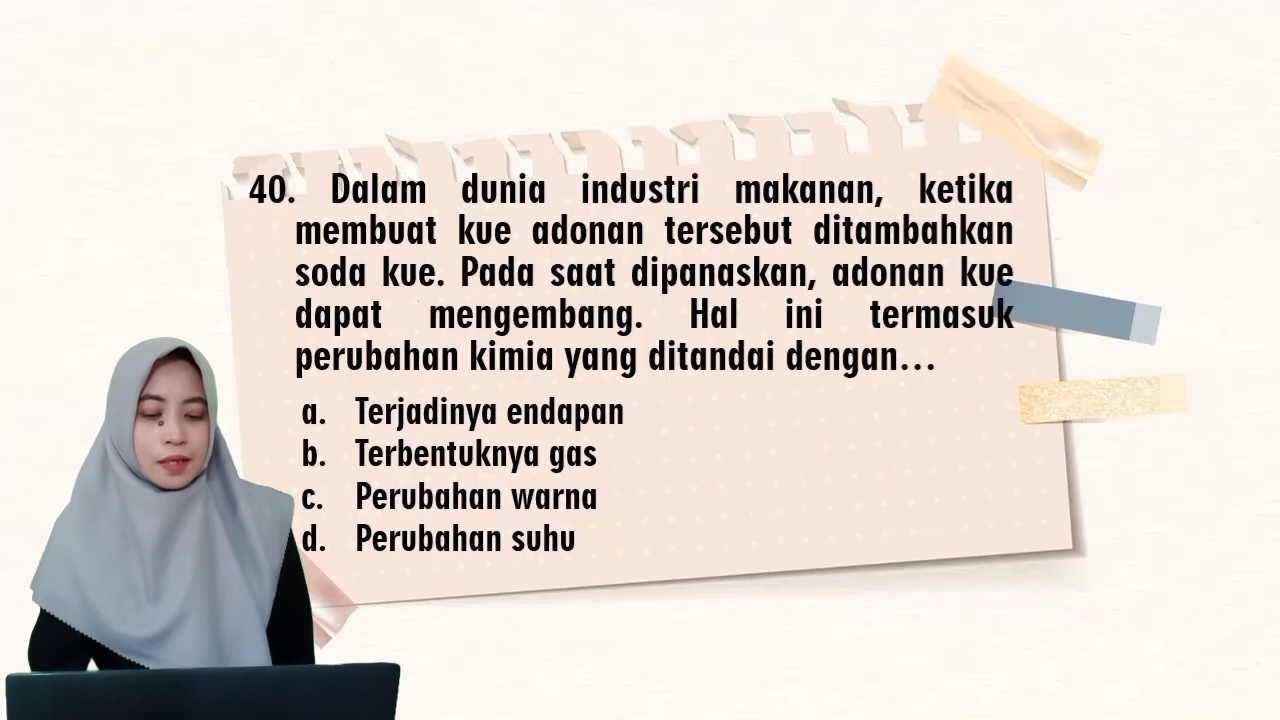 40. Dalam dunia industri makanan, ketika
membuat kue adonan tersebut ditambahkan
soda kue. Pada saat dipanaskan, adonan kue
dapat mengembang. Hal ini termasuk
perubahan kimia yang ditandai dengan...
a. Terjadinya endapan
b. Terbentuknya gas
c. Perubahan warna
d. Perubahan suhu